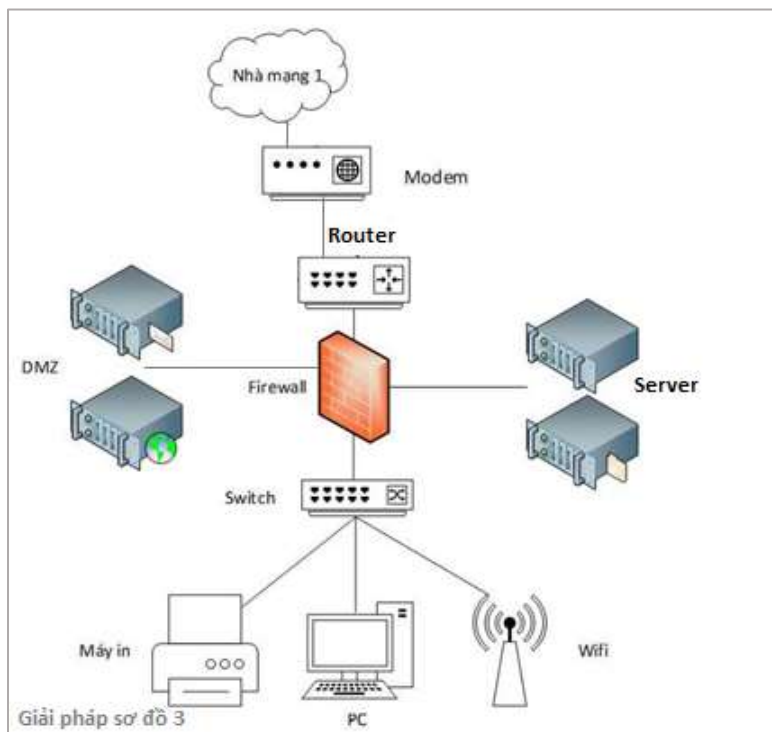 Nhà mạng 1
Modem
Router
DMZ
Firewall
Server
Switch
Máy in
PC
Wifi
Giải pháp sơ đồ 3